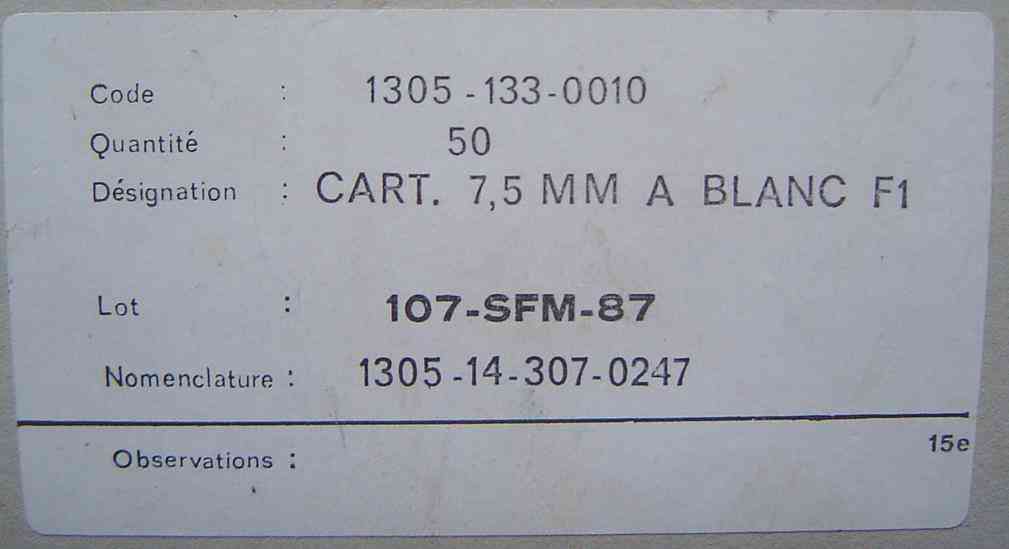 Code : 1305-133-0010
Quantité : 50
Désignation : CART. 7,5 MM A BLANC F1
Lot : 107-SFM-87
Nomenclature : 1305-14-307-0247
15e
Observations :